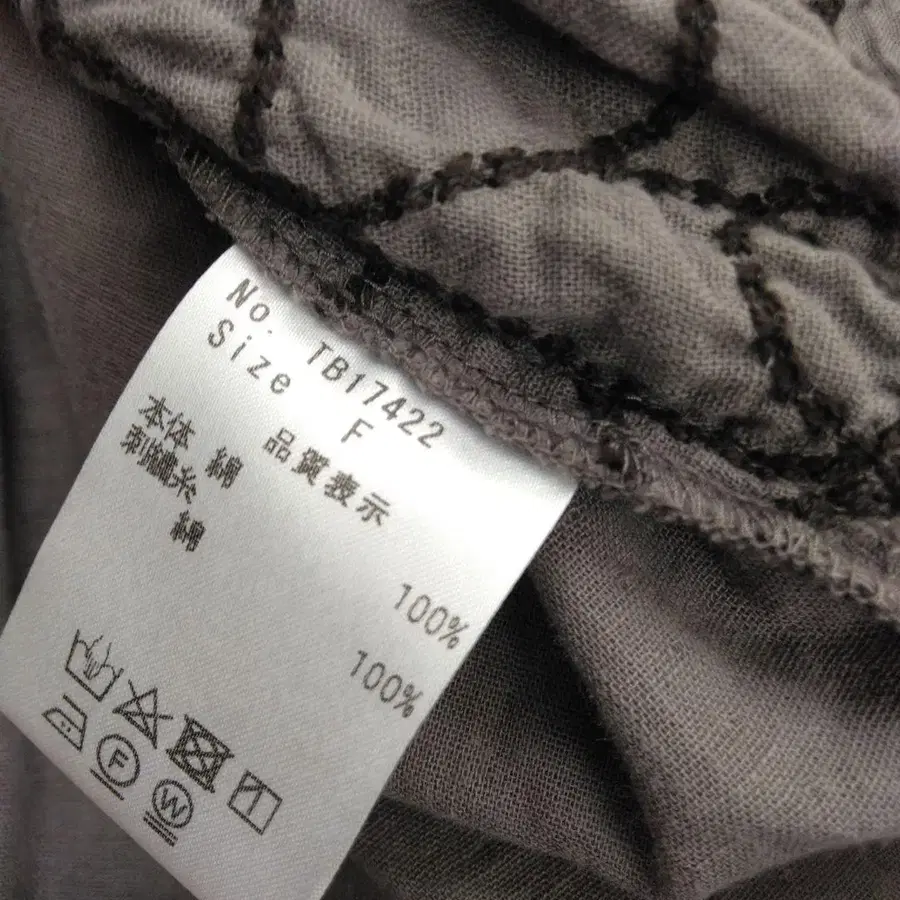 No. TB17422
Size F
品質表示
本体 綿 100%
刺繍糸
綿 100%
F
W